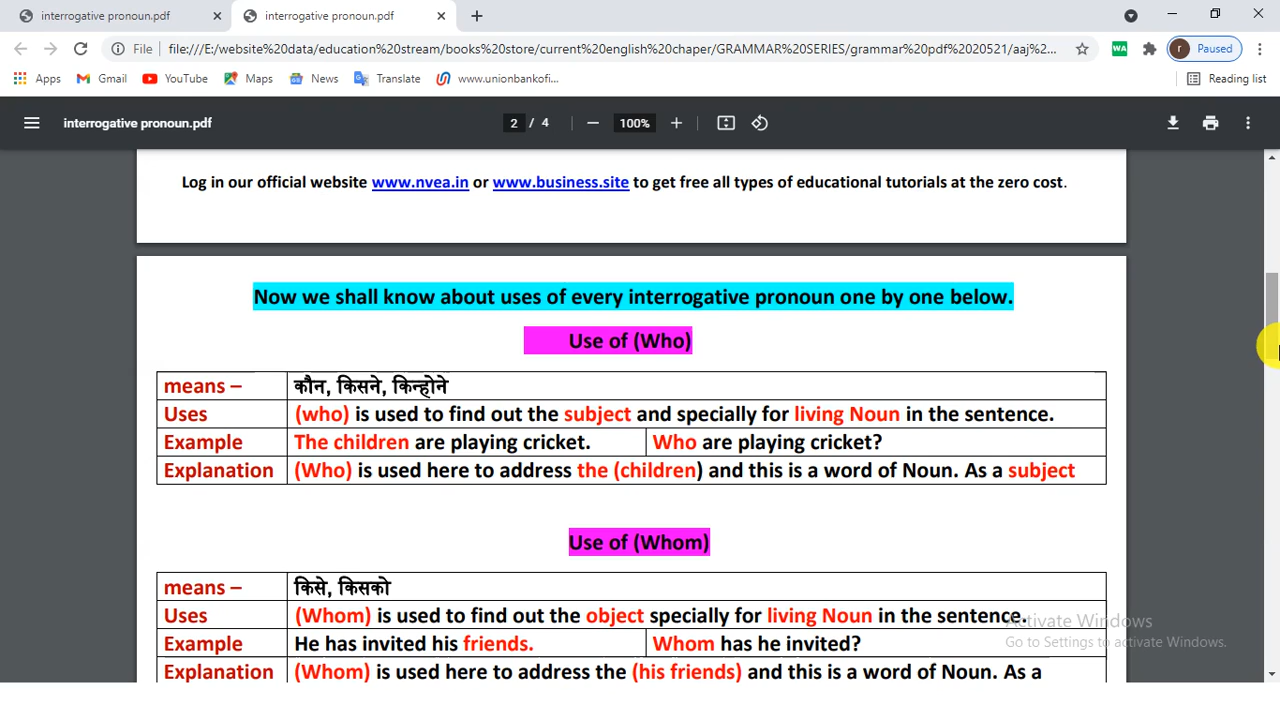 interrogative pronoun.pdf
interrogative pronoun.pdf
File file:///E:/website%20data/education%20stream/books%20store/current%20english%20chaper/GRAMMAR%20SERIES/grammar%20pdf%2020521/aaj%2... WA r Paused
Apps Gmail YouTube Maps News Translate www.unionbankofi... Reading list
interrogative pronoun.pdf 2 / 4 100%
Log in our official website www.nvea.in or www.business.site to get free all types of educational tutorials at the zero cost.
Now we shall know about uses of every interrogative pronoun one by one below.
Use of (Who)
means – कौन, किसने, किन्होने
Uses (who) is used to find out the subject and specially for living Noun in the sentence.
Example The children are playing cricket. Who are playing cricket?
Explanation (Who) is used here to address the (children) and this is a word of Noun. As a subject
Use of (Whom)
means – किसे, किसको
Uses (Whom) is used to find out the object specially for living Noun in the sentence.
Activate Windows
Example He has invited his friends. Whom has he invited?
Go to Settings to activate Windows.
Explanation (Whom) is used here to address the (his friends) and this is a word of Noun. As a